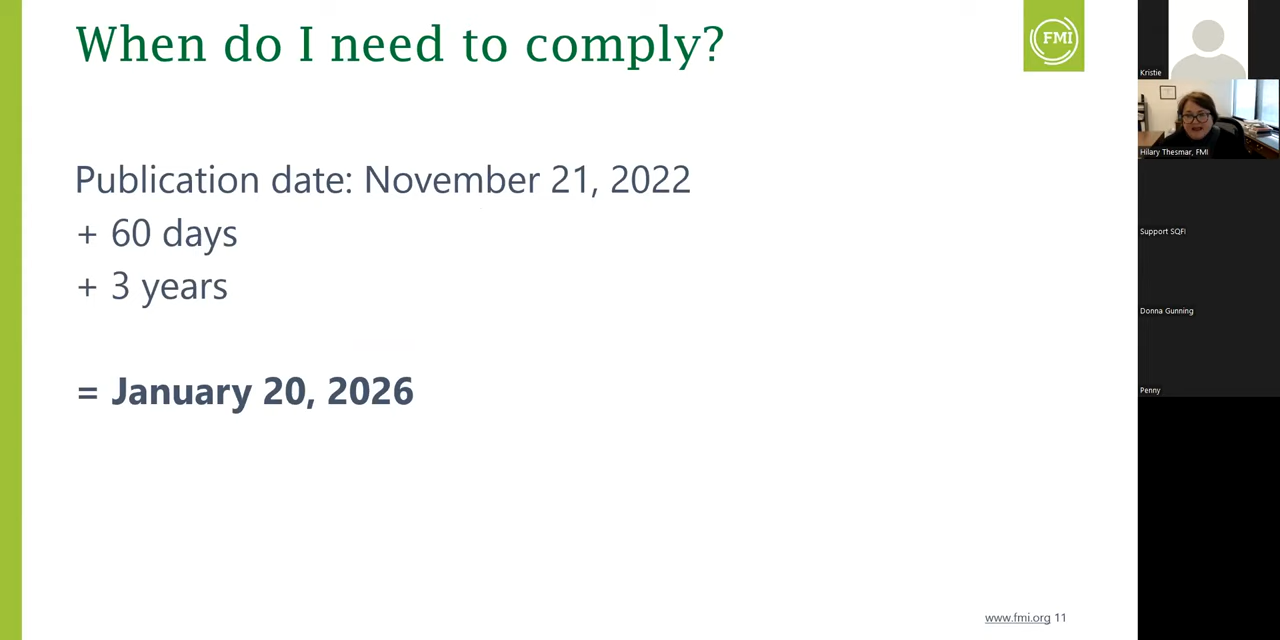 When do I need to comply?
FMI
Publication date: November 21, 2022
+ 60 days
+ 3 years
= January 20, 2026
www.fmi.org 11
Kristie
Hilary Thesmar, FMI
Support SQFI
Donna Gunning
Penny